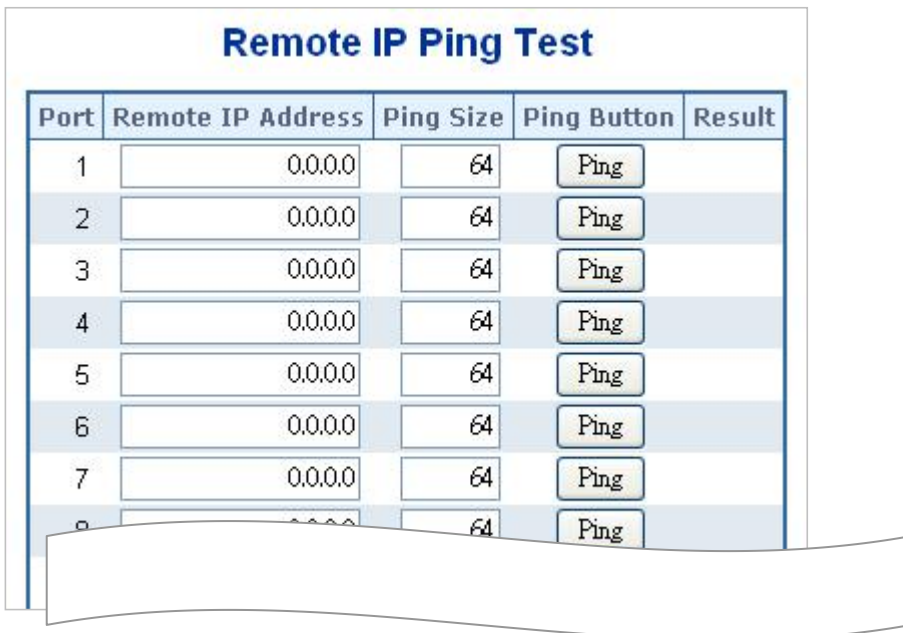 Remote IP Ping Test
Port Remote IP Address Ping Size Ping Button Result
1 0.0.0.0 64 Ping
2 0.0.0.0 64 Ping
3 0.0.0.0 64 Ping
4 0.0.0.0 64 Ping
5 0.0.0.0 64 Ping
6 0.0.0.0 64 Ping
7 0.0.0.0 64 Ping
64 Ping